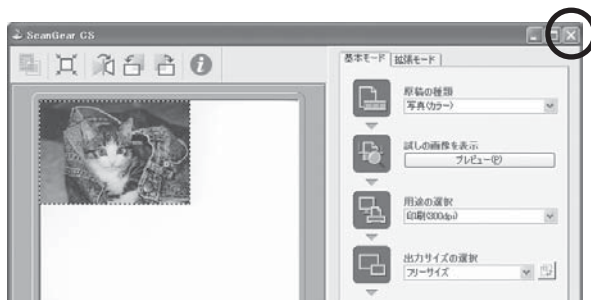 ScanGear CS
基本モード 拡張モード
原稿の種類
写真(カラー)
試しの画像を表示
プレビュー(P)
用途の選択
印刷(300dpi)
出力サイズの選択
フリーサイズ